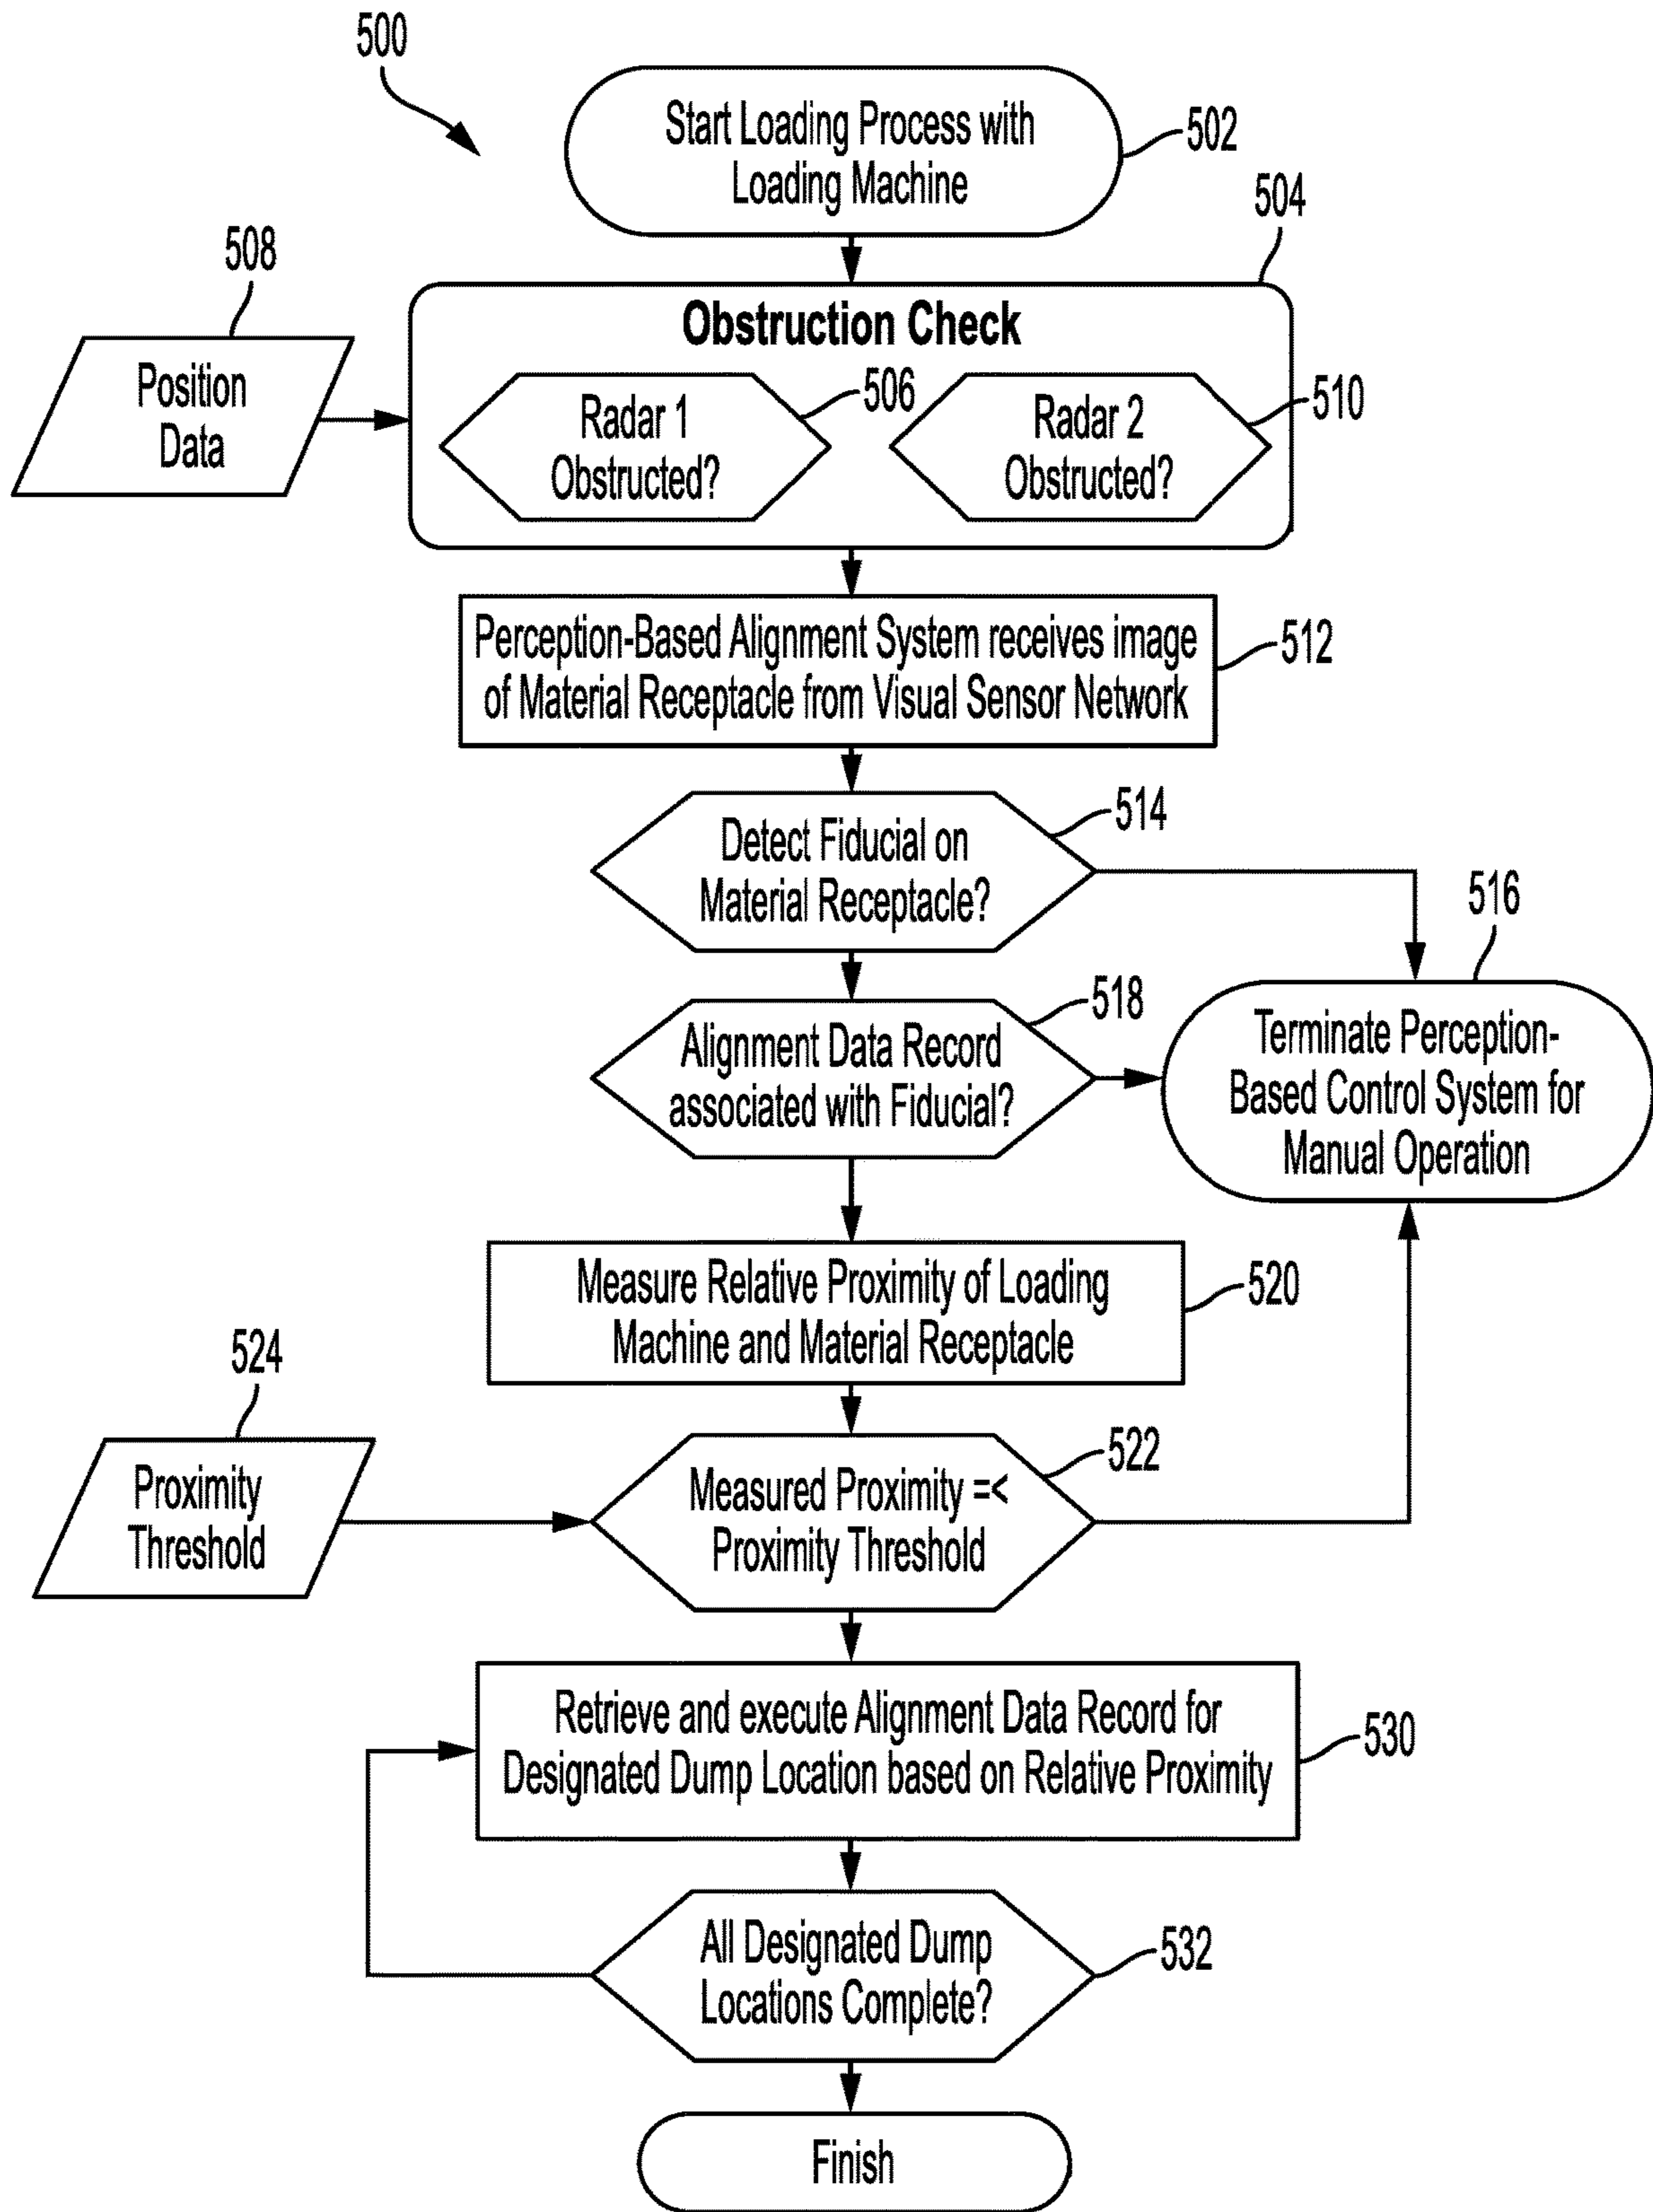 500
Start Loading Process with
Loading Machine
502
504
508
Position
Data
Obstruction Check
Radar 1
Obstructed?
506
Radar 2
Obstructed?
510
Perception-Based Alignment System receives image
of Material Receptacle from Visual Sensor Network
512
Detect Fiducial on
Material Receptacle?
514
516
Alignment Data Record
associated with Fiducial?
518
Terminate Perception-
Based Control System for
Manual Operation
Measure Relative Proximity of Loading
Machine and Material Receptacle
520
524
Proximity
Threshold
Measured Proximity =<
Proximity Threshold
522
Retrieve and execute Alignment Data Record for
Designated Dump Location based on Relative Proximity
530
All Designated Dump
Locations Complete?
532
Finish